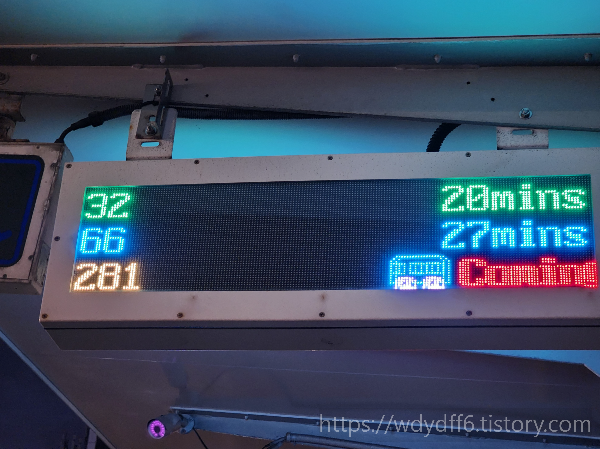 32 20mins
66 27mins
281 Coming
https://wdydff6.tistory.com